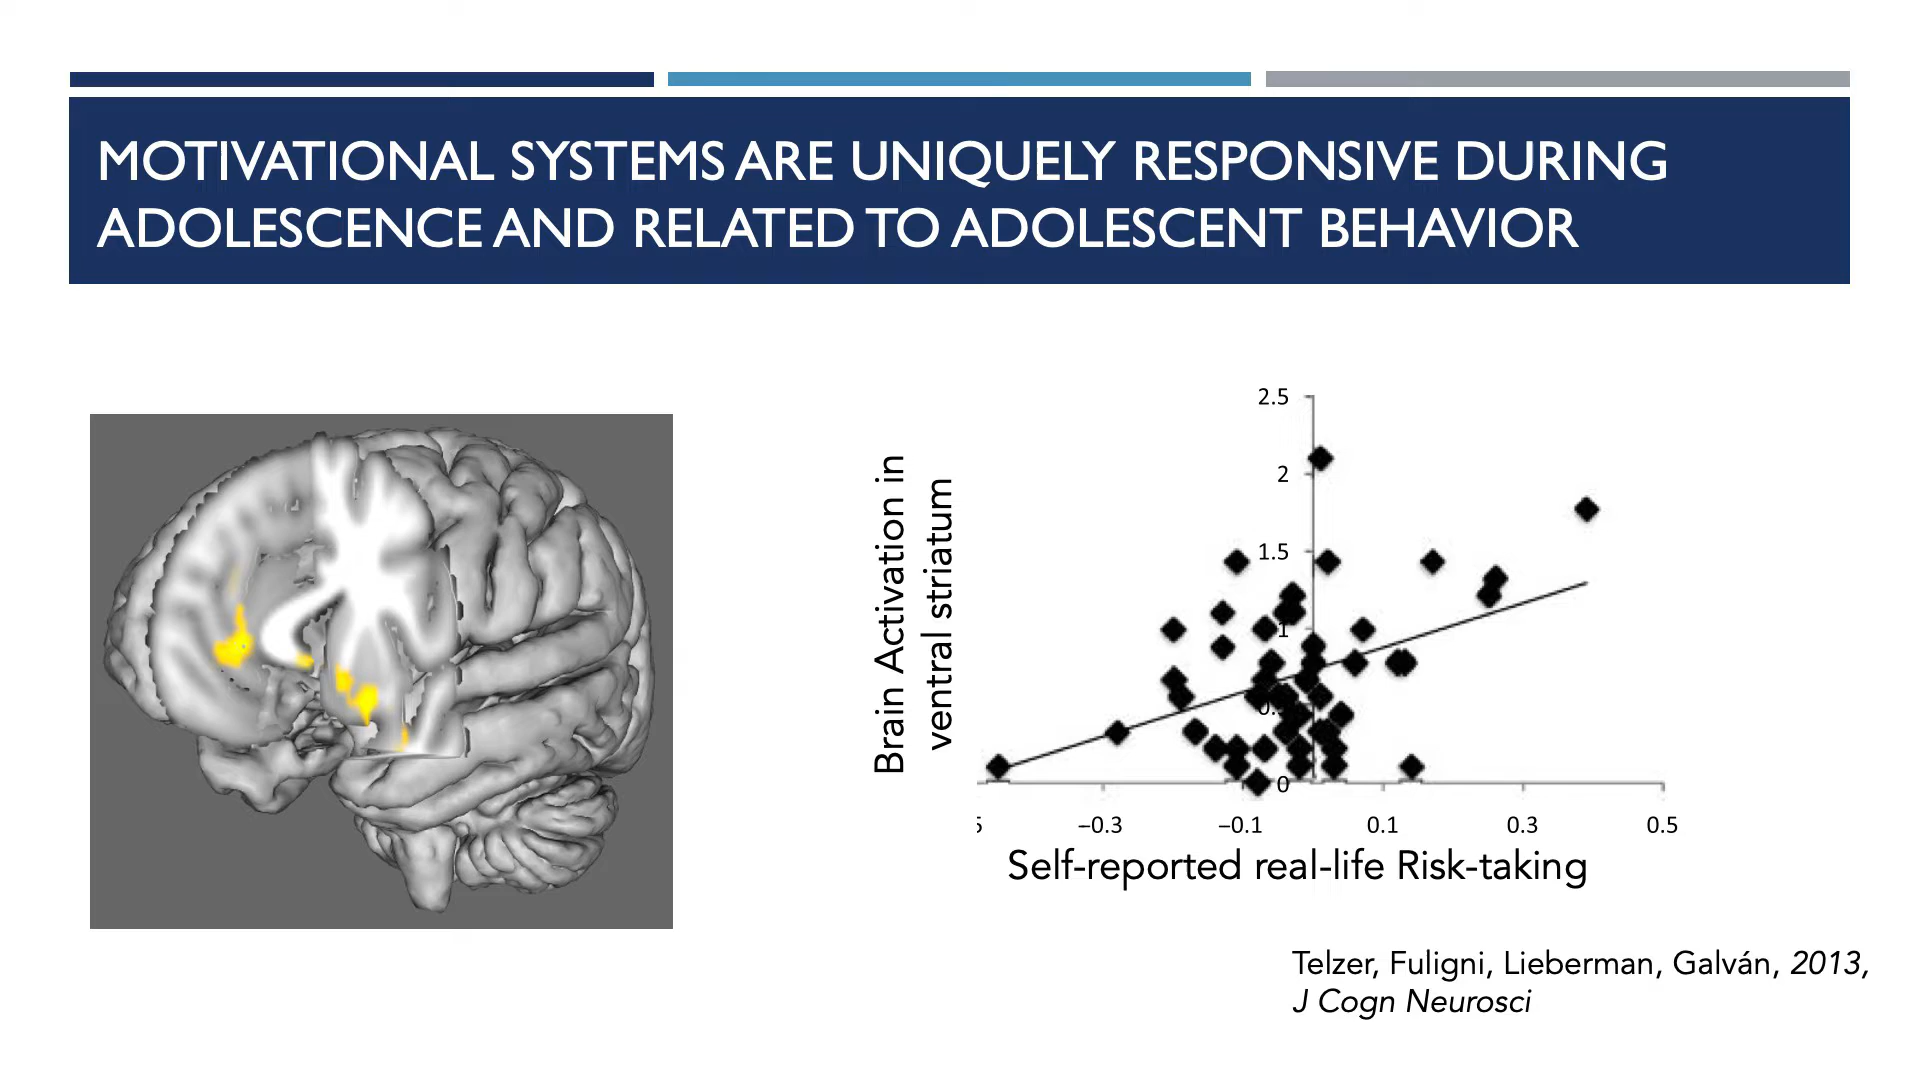 MOTIVATIONAL SYSTEMS ARE UNIQUELY RESPONSIVE DURING
ADOLESCENCE AND RELATED TO ADOLESCENT BEHAVIOR
Brain Activation in
ventral striatum
2.5
2
1.5
1
0
–0.3
–0.1
0.1
0.3
0.5
Self-reported real-life Risk-taking
Telzer, Fuligni, Lieberman, Galván, 2013,
J Cogn Neurosci